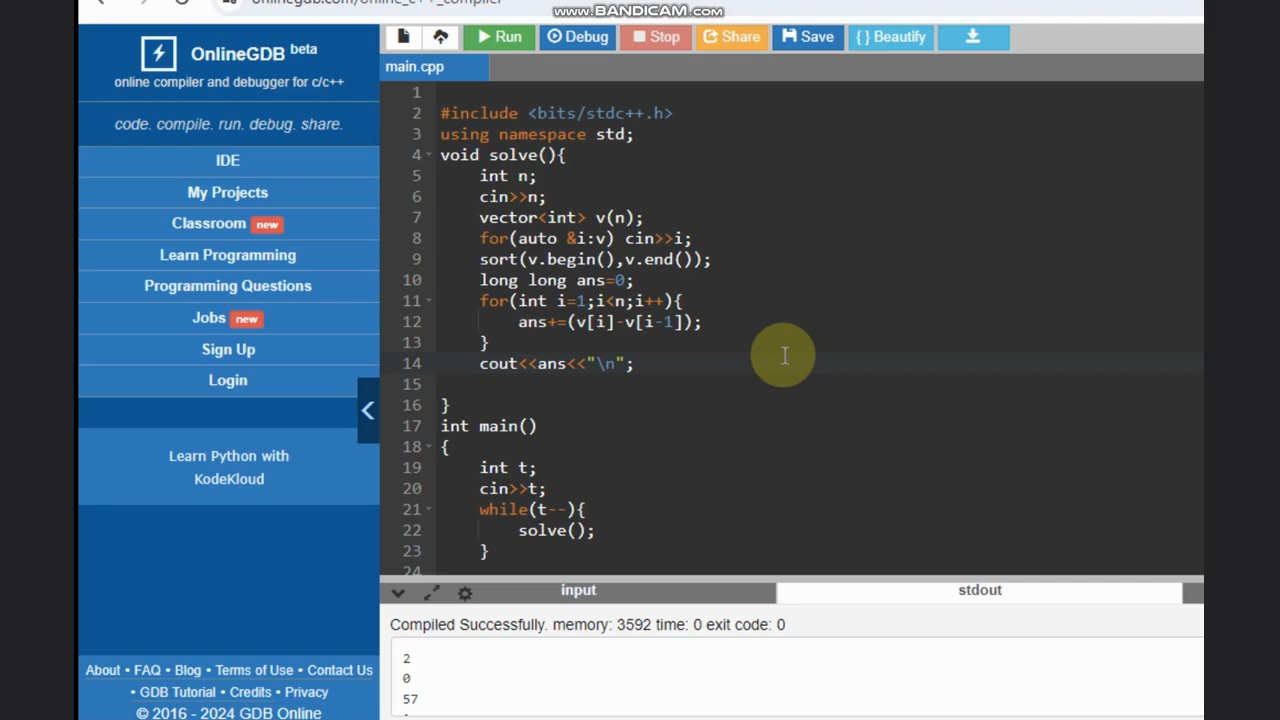 onlinegdb.com/online_c++_compiler
www.BANDICAM.com
OnlineGDB beta
online compiler and debugger for c/c++
code. compile. run. debug. share.
IDE
My Projects
Classroom new
Learn Programming
Programming Questions
Jobs new
Sign Up
Login
Learn Python with
KodeKloud
About • FAQ • Blog • Terms of Use • Contact Us
• GDB Tutorial • Credits • Privacy
© 2016 - 2024 GDB Online
Run Debug Stop Share Save { } Beautify
main.cpp
1
2 #include <bits/stdc++.h>
3 using namespace std;
4 void solve(){
5 int n;
6 cin>>n;
7 vector<int> v(n);
8 for(auto &i:v) cin>>i;
9 sort(v.begin(),v.end());
10 long long ans=0;
11 for(int i=1;i<n;i++){
12 ans+=(v[i]-v[i-1]);
13 }
14 cout<<ans<<"\n";
15
16 }
17 int main()
18 {
19 int t;
20 cin>>t;
21 while(t--){
22 solve();
23 }
24
input stdout
Compiled Successfully. memory: 3592 time: 0 exit code: 0
2
0
57